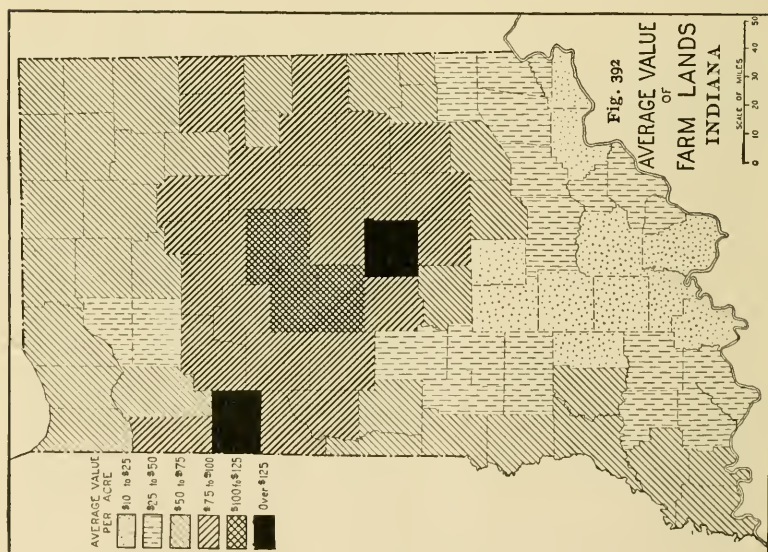 AVERAGE VALUE
PER ACRE
$10 to $25
$25 to $50
$50 to $75
$75 to $100
$100 to $125
Over $125
Fig. 392
AVERAGE VALUE
OF
FARM LANDS
INDIANA
SCALE OF MILES
0 10 20 30 40 50